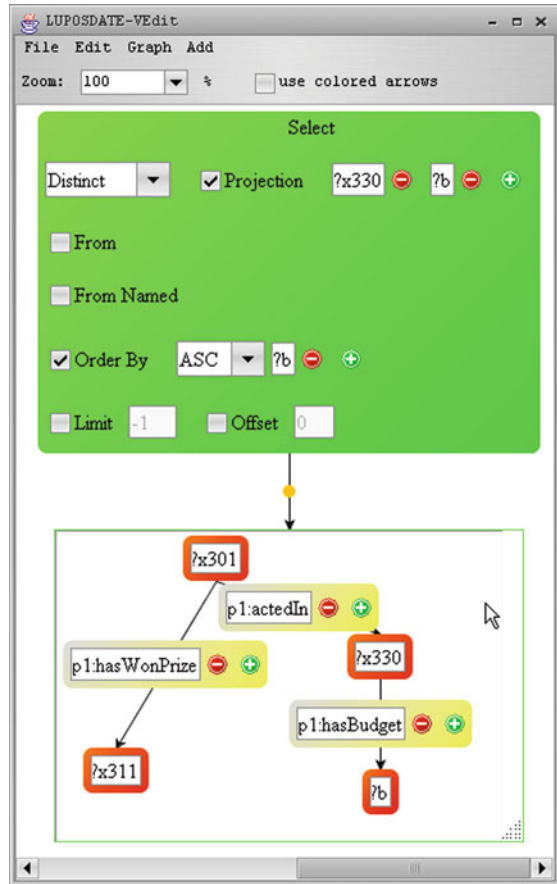 LUPOSDATE-VEdit
File Edit Graph Add
Zoom: 100 % use colored arrows
Select
Distinct Projection ?x330 ?b
From
From Named
Order By ASC ?b
Limit -1 Offset 0
?x301
p1:actedIn
?x330
p1:hasWonPrize
p1:hasBudget
?x311
?b